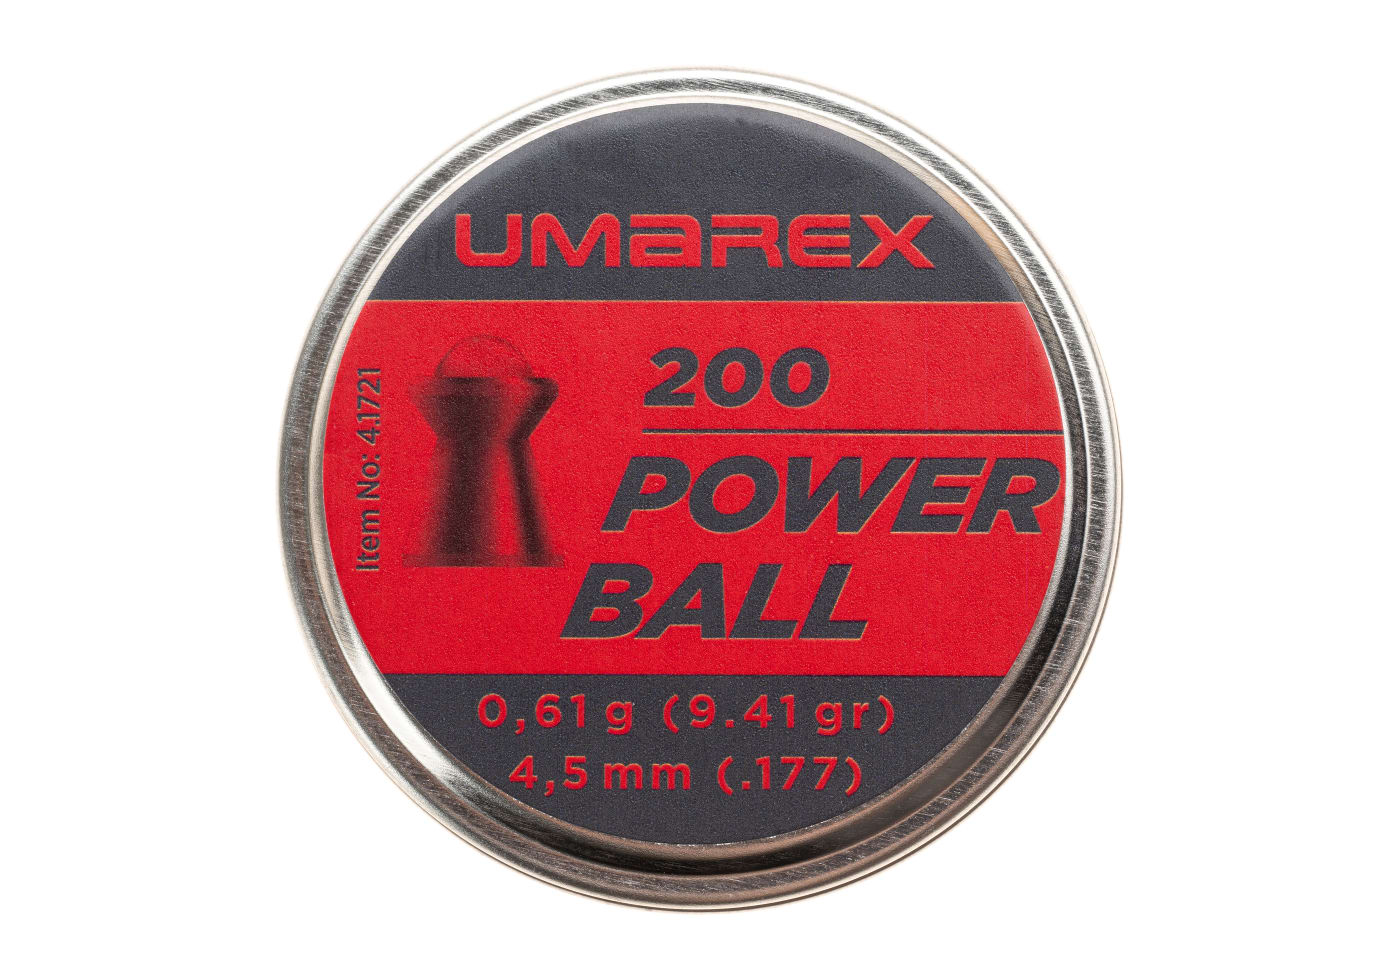 UMAREX
200
POWER
BALL
Item No: 4.1721
0,61 g (9.41 gr)
4,5 mm (.177)